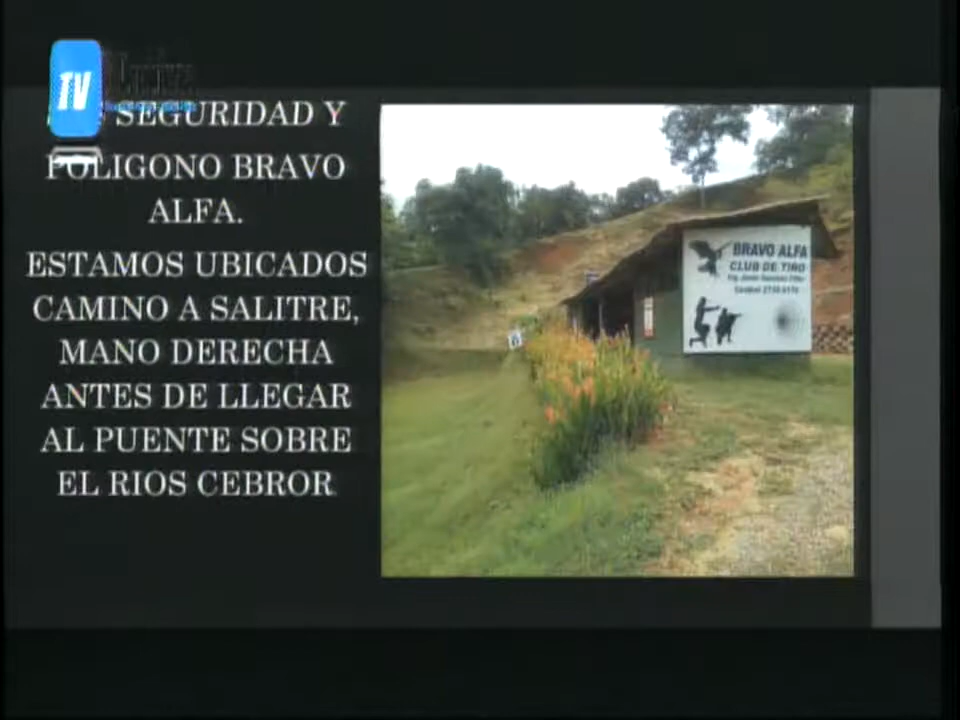 TV
SEGURIDAD Y
POLIGONO BRAVO
ALFA.
ESTAMOS UBICADOS
CAMINO A SALITRE,
MANO DERECHA
ANTES DE LLEGAR
AL PUENTE SOBRE
EL RIOS CEBROR
BRAVO ALFA
CLUB DE TIRO